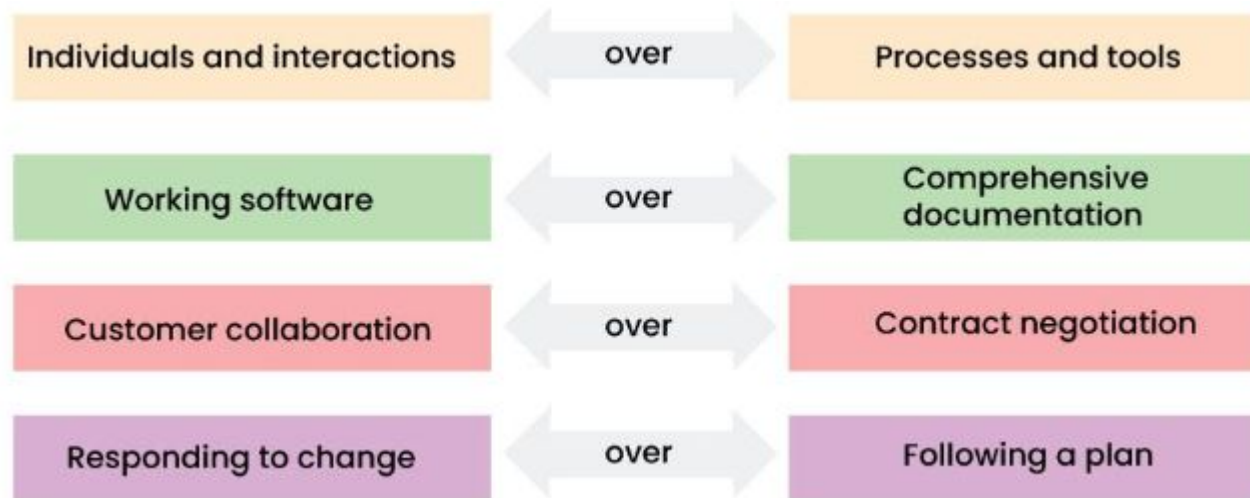 Individuals and interactions
over
Processes and tools
Working software
over
Comprehensive
documentation
Customer collaboration
over
Contract negotiation
Responding to change
over
Following a plan